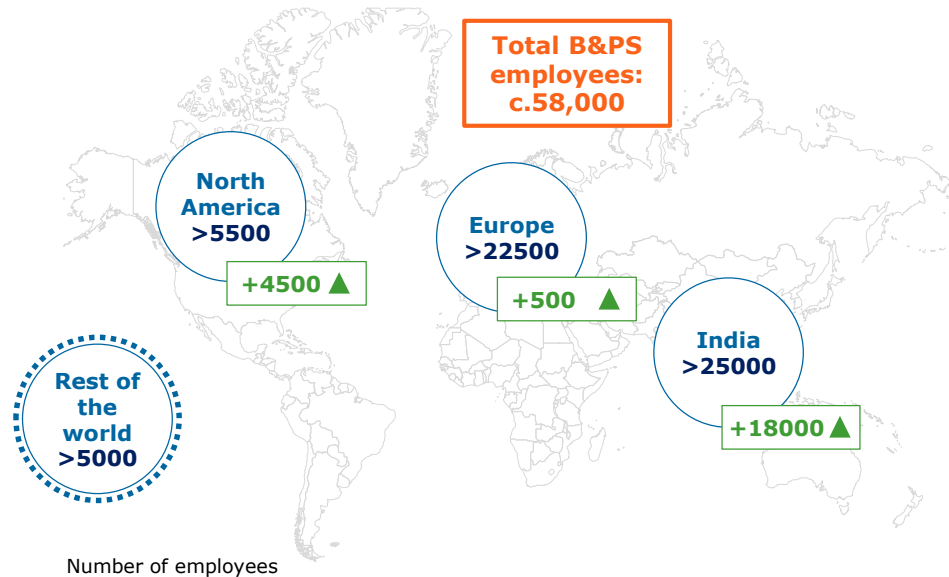 Total B&PS
employees:
c.58,000
North
America
>5500
+4500
Europe
>22500
+500
India
>25000
+18000
Rest of
the
world
>5000
Number of employees